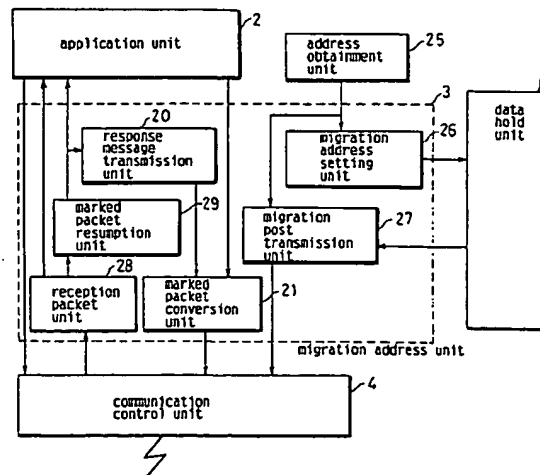 2
application unit
address
obtainment
unit
25
3
20
response
message
transmission
unit
migration
address
setting
unit
26
data
hold
unit
marked
packet
resumption
unit
29
migration
post
transmission
unit
27
28
reception
packet
unit
marked
packet
conversion
unit
21
migration address unit
communication
control unit
4